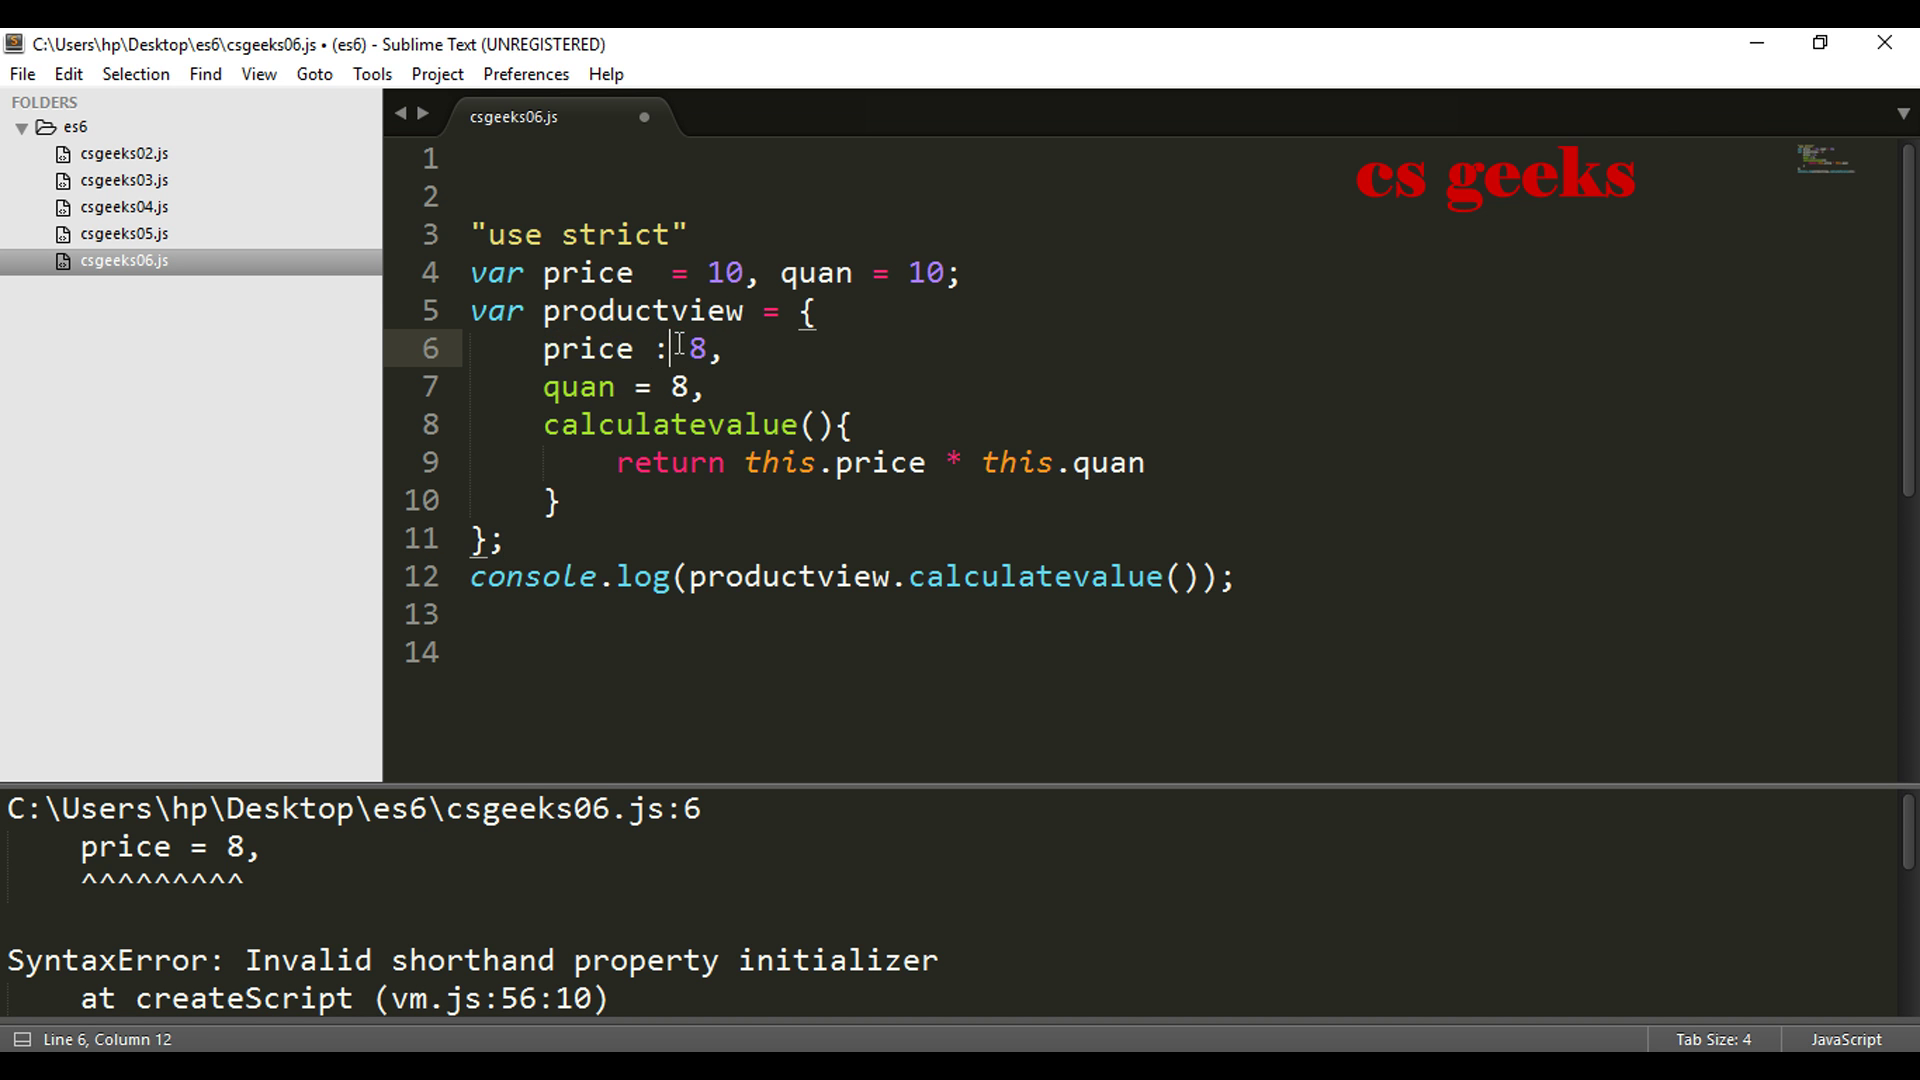 C:\Users\hp\Desktop\es6\csgeeks06.js • (es6) - Sublime Text (UNREGISTERED)
File Edit Selection Find View Goto Tools Project Preferences Help
FOLDERS
es6
csgeeks02.js
csgeeks03.js
csgeeks04.js
csgeeks05.js
csgeeks06.js
csgeeks06.js
cs geeks
1
2
3 "use strict"
4 var price  = 10, quan = 10;
5 var productview = {
6     price : 8,
7     quan = 8,
8     calculatevalue(){
9         return this.price * this.quan
10     }
11 };
12 console.log(productview.calculatevalue());
13
14
C:\Users\hp\Desktop\es6\csgeeks06.js:6
    price = 8,
    ^^^^^^^^^
SyntaxError: Invalid shorthand property initializer
    at createScript (vm.js:56:10)
Line 6, Column 12 Tab Size: 4 JavaScript